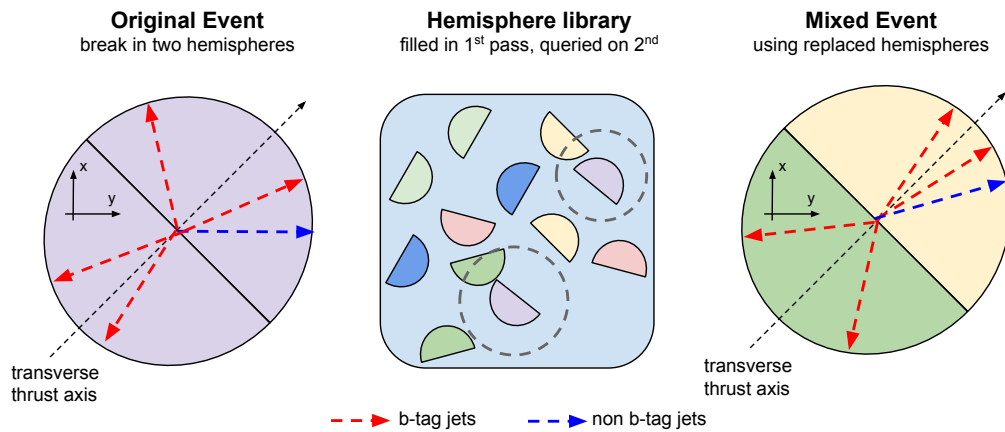 Original Event
break in two hemispheres
Hemisphere library
filled in 1st pass, queried on 2nd
Mixed Event
using replaced hemispheres
x
y
x
y
transverse
thrust axis
transverse
thrust axis
b-tag jets
non b-tag jets